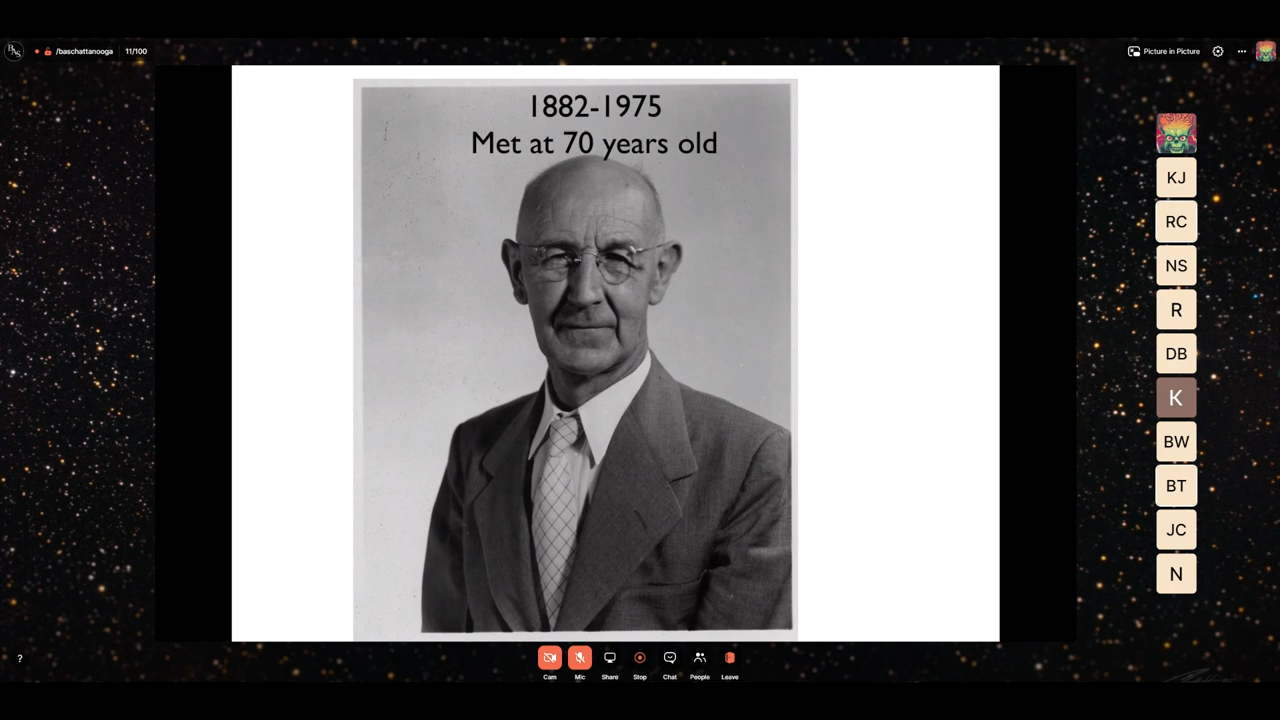 BAS
/baschattanooga 11/100
Picture in Picture
1882-1975
Met at 70 years old
KJ
RC
NS
R
DB
K
BW
BT
JC
N
?
Cam Mic Share Stop Chat People Leave